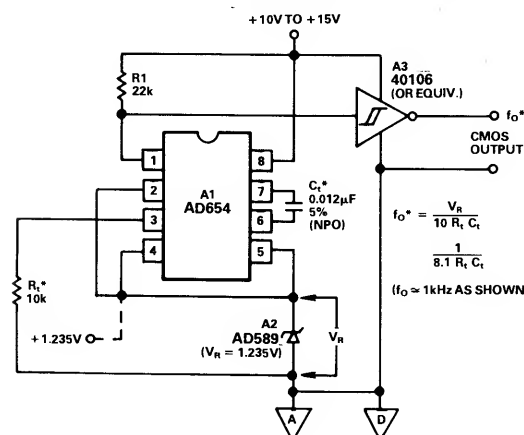 +10V TO +15V
R1
22k
A3
40106
(OR EQUIV.)
fO*
CMOS
OUTPUT
1
2
3
4
A1
AD654
8
7
6
5
Ct*
0.012µF
5%
(NPO)
fO* = VR
10 Rt Ct
1
8.1 Rt Ct
(fO ≃ 1kHz AS SHOWN
Rt*
10k
+1.235V
A2
AD589
(VR = 1.235V)
VR
A
D